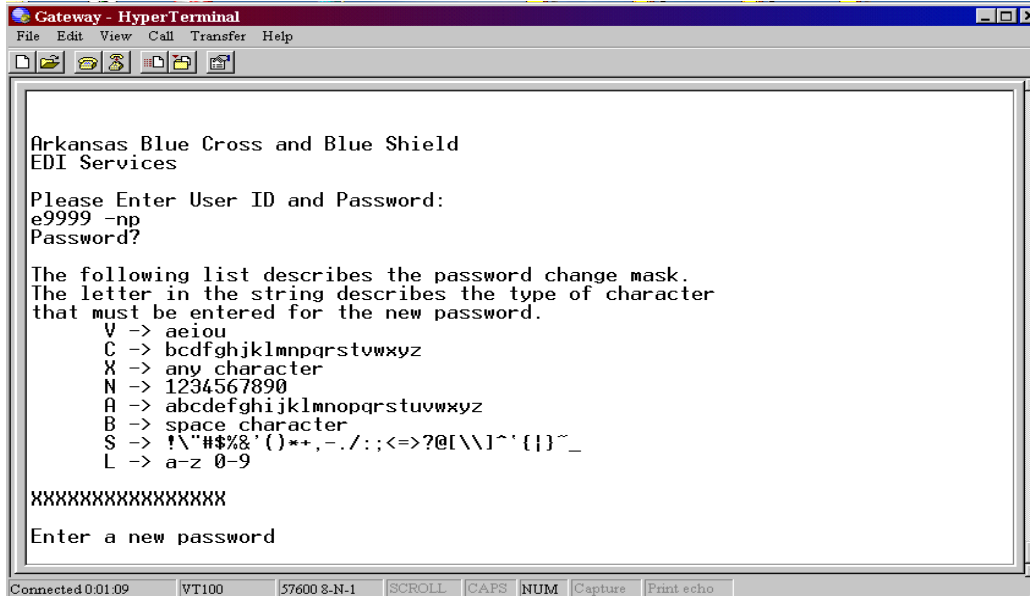 Gateway - HyperTerminal
File Edit View Call Transfer Help
Arkansas Blue Cross and Blue Shield
EDI Services
Please Enter User ID and Password:
e9999 -np
Password?
The following list describes the password change mask.
The letter in the string describes the type of character
that must be entered for the new password.
V -> aeiou
C -> bcdfghjklmnpqrstvwxyz
X -> any character
N -> 1234567890
A -> abcdefghijklmnopqrstuvwxyz
B -> space character
S -> !\"#$%&'()*+,-./:;<=>?@[\\]^`{|}~_
L -> a-z 0-9
XXXXXXXXXXXXXXXX
Enter a new password
Connected 0:01:09 VT100 57600 8-N-1 SCROLL CAPS NUM Capture Print echo